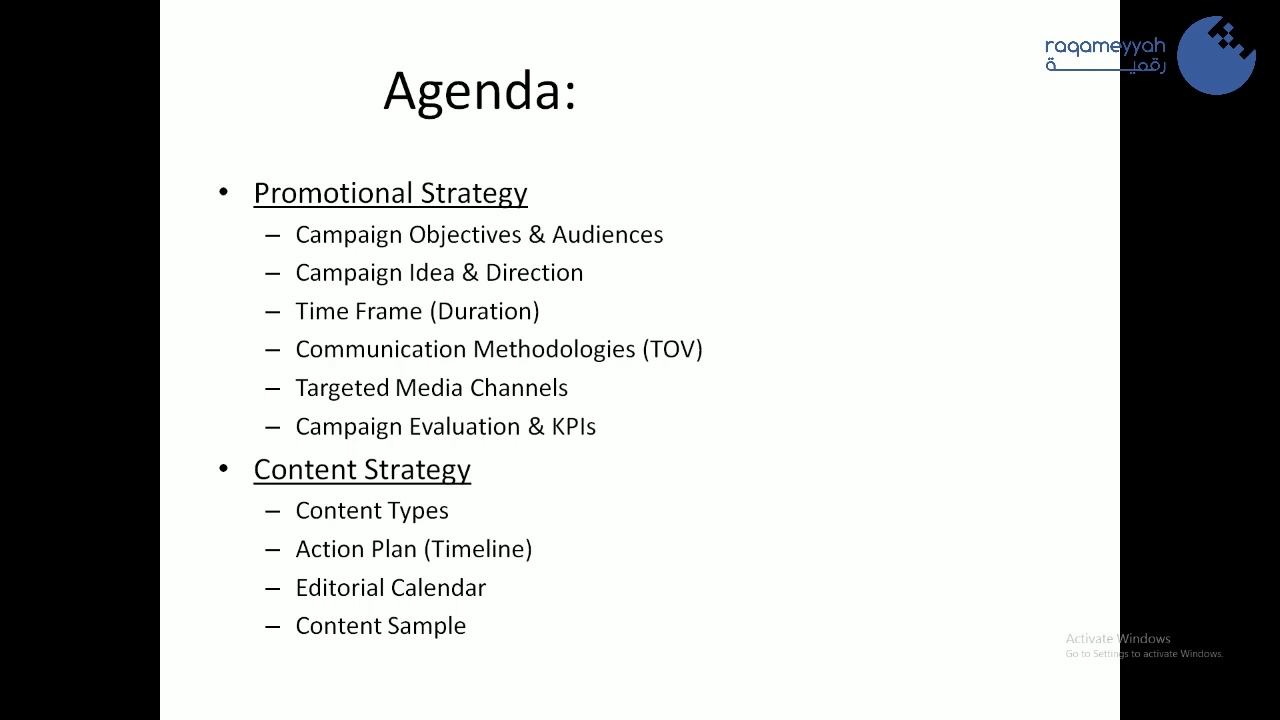 raqameyyah
رقميـــــــــة
Agenda:
• Promotional Strategy
– Campaign Objectives & Audiences
– Campaign Idea & Direction
– Time Frame (Duration)
– Communication Methodologies (TOV)
– Targeted Media Channels
– Campaign Evaluation & KPIs
• Content Strategy
– Content Types
– Action Plan (Timeline)
– Editorial Calendar
– Content Sample
Activate Windows
Go to Settings to activate Windows.